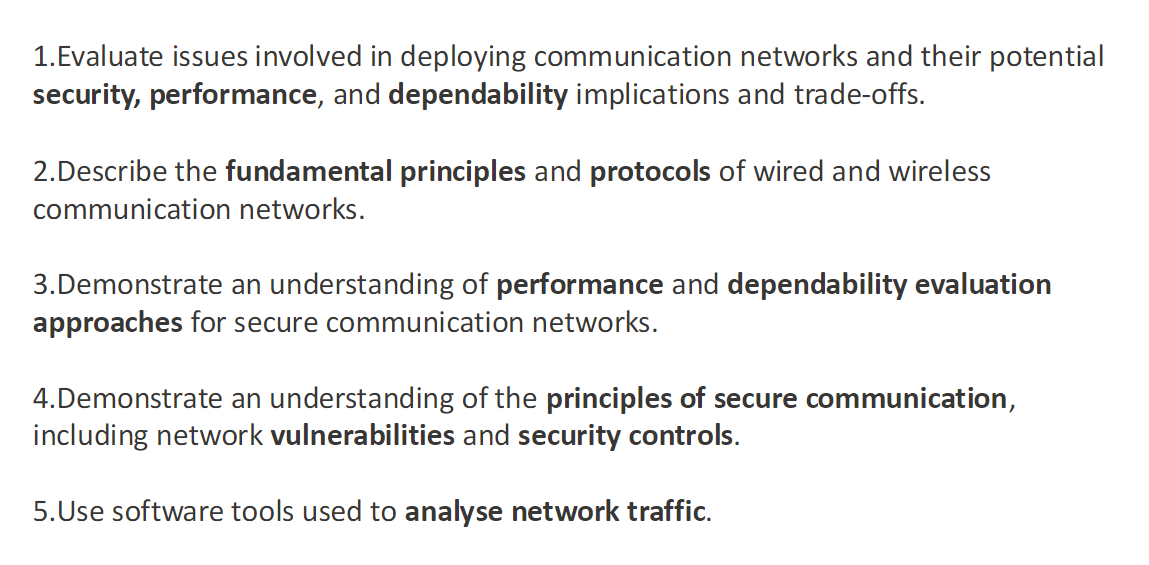 1.Evaluate issues involved in deploying communication networks and their potential
security, performance, and dependability implications and trade-offs.
2.Describe the fundamental principles and protocols of wired and wireless
communication networks.
3.Demonstrate an understanding of performance and dependability evaluation
approaches for secure communication networks.
4.Demonstrate an understanding of the principles of secure communication,
including network vulnerabilities and security controls.
5.Use software tools used to analyse network traffic.